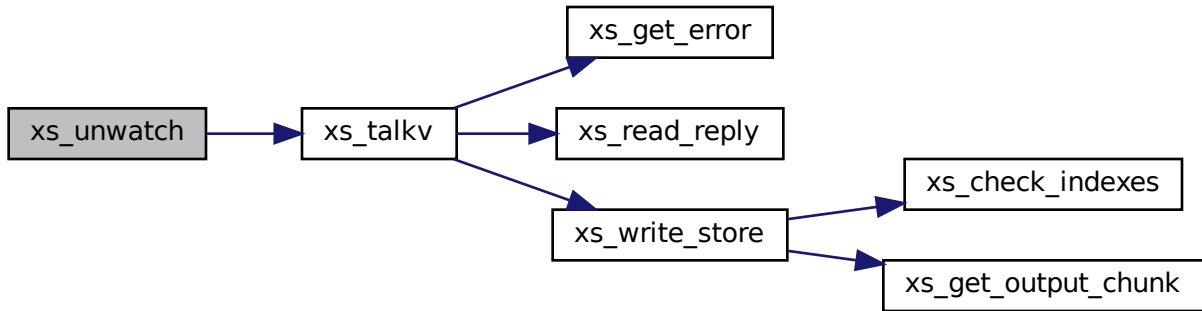 xs_unwatch
xs_talkv
xs_get_error
xs_read_reply
xs_write_store
xs_check_indexes
xs_get_output_chunk